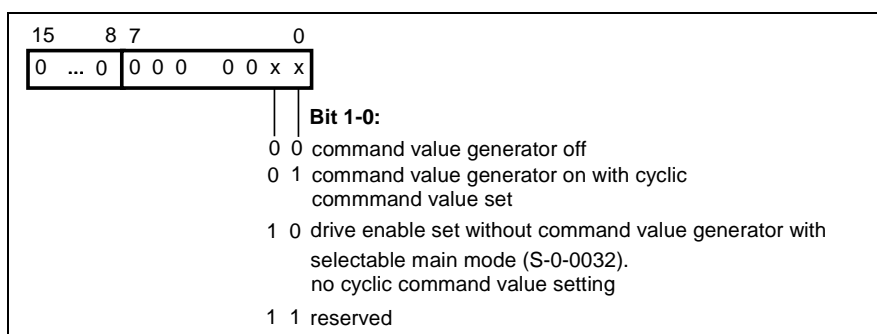 15 8 7 0
0 ... 0 0 0 0 0 0 x x
Bit 1-0:
0 0 command value generator off
0 1 command value generator on with cyclic
commmand value set
1 0 drive enable set without command value generator with
selectable main mode (S-0-0032).
no cyclic command value setting
1 1 reserved